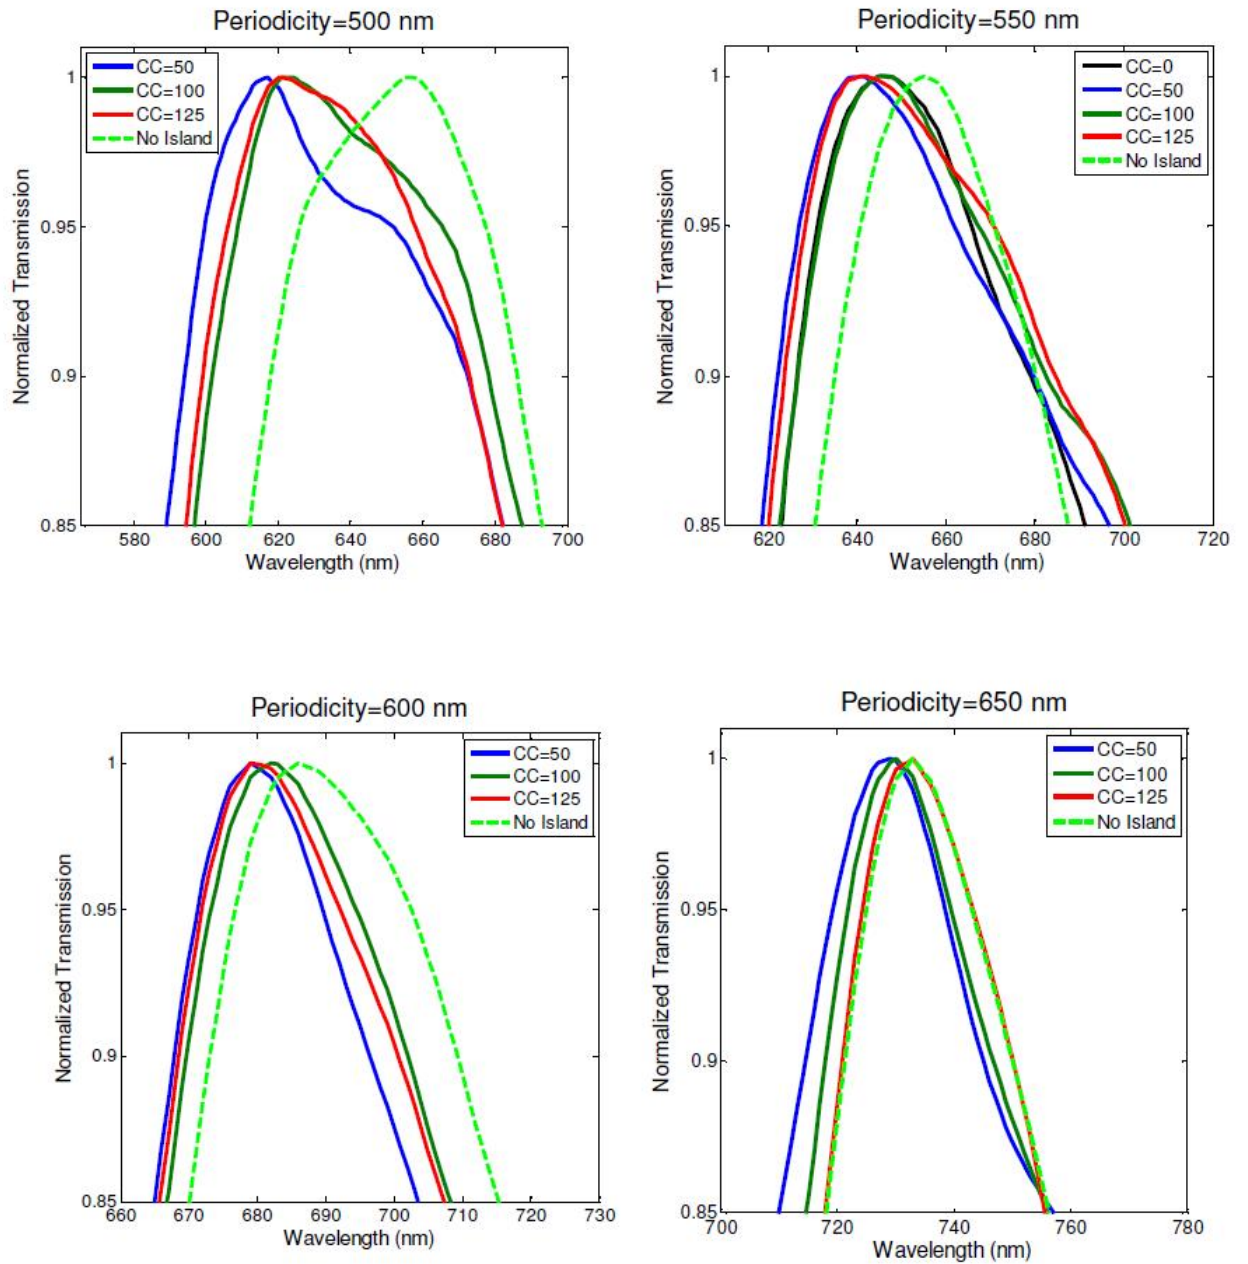 Periodicity=500 nm
CC=50
CC=100
CC=125
No Island
1
0.95
0.9
0.85
Normalized Transmission
580 600 620 640 660 680 700
Wavelength (nm)
Periodicity=550 nm
CC=0
CC=50
CC=100
CC=125
No Island
1
0.95
0.9
0.85
Normalized Transmission
620 640 660 680 700 720
Wavelength (nm)
Periodicity=600 nm
CC=50
CC=100
CC=125
No Island
1
0.95
0.9
0.85
Normalized Transmission
660 670 680 690 700 710 720 730
Wavelength (nm)
Periodicity=650 nm
CC=50
CC=100
CC=125
No Island
1
0.95
0.9
0.85
Normalized Transmission
700 720 740 760 780
Wavelength (nm)